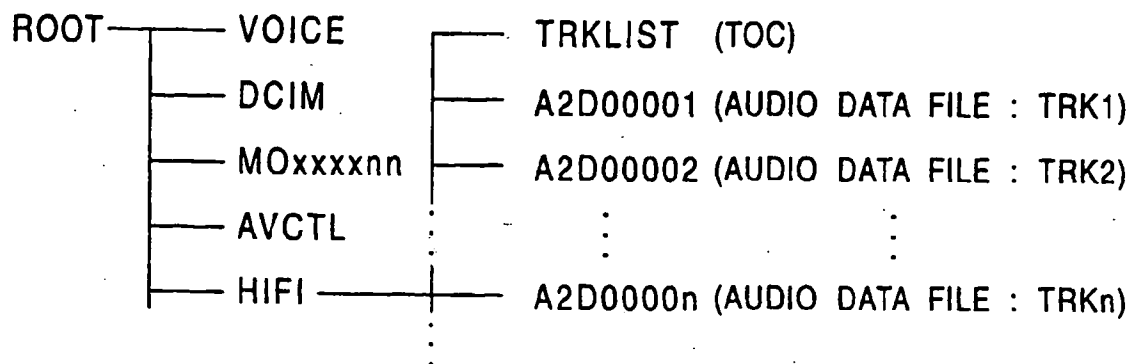 ROOT VOICE TRKLIST (TOC)
DCIM A2D00001 (AUDIO DATA FILE : TRK1)
MOxxxxnn A2D00002 (AUDIO DATA FILE : TRK2)
AVCTL
HIFI A2D0000n (AUDIO DATA FILE : TRKn)